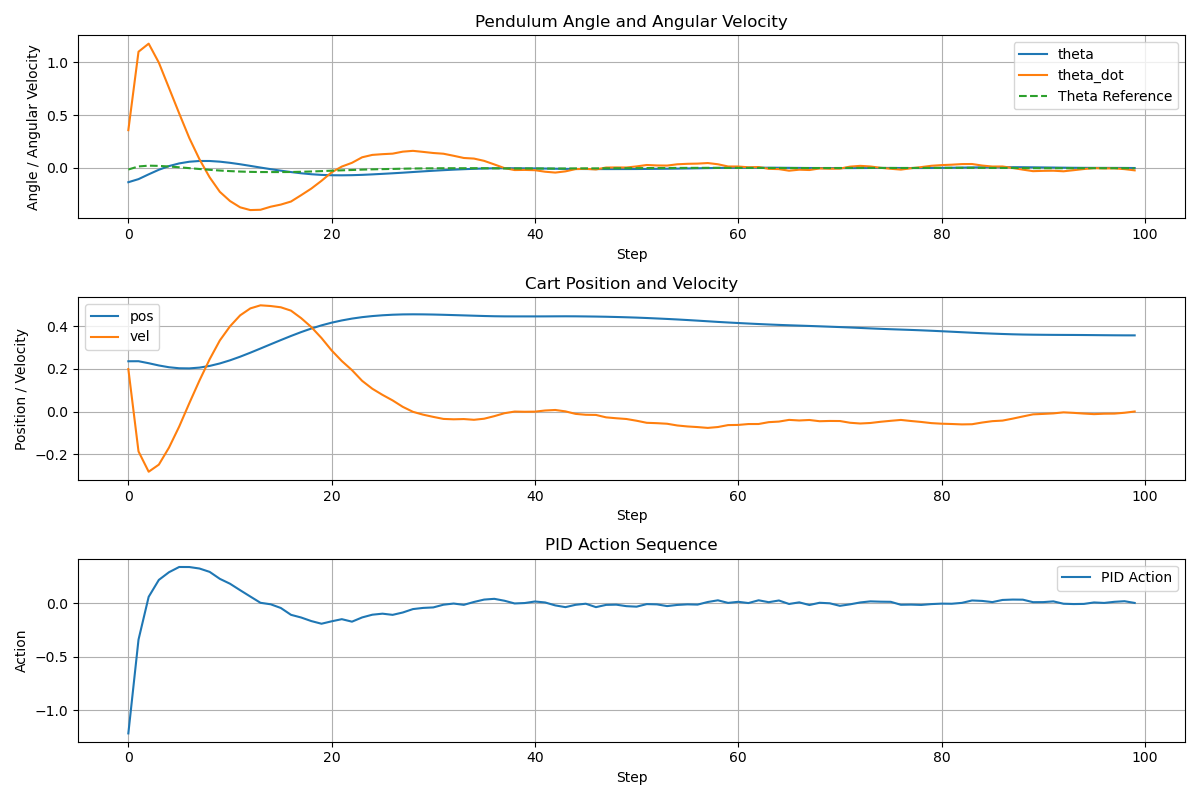 Pendulum Angle and Angular Velocity
Angle / Angular Velocity
1.0
0.5
0.0
theta
theta_dot
Theta Reference
0 20 40 60 80 100
Step
Cart Position and Velocity
Position / Velocity
0.4
0.2
0.0
−0.2
pos
vel
0 20 40 60 80 100
Step
PID Action Sequence
Action
0.0
−0.5
−1.0
PID Action
0 20 40 60 80 100
Step